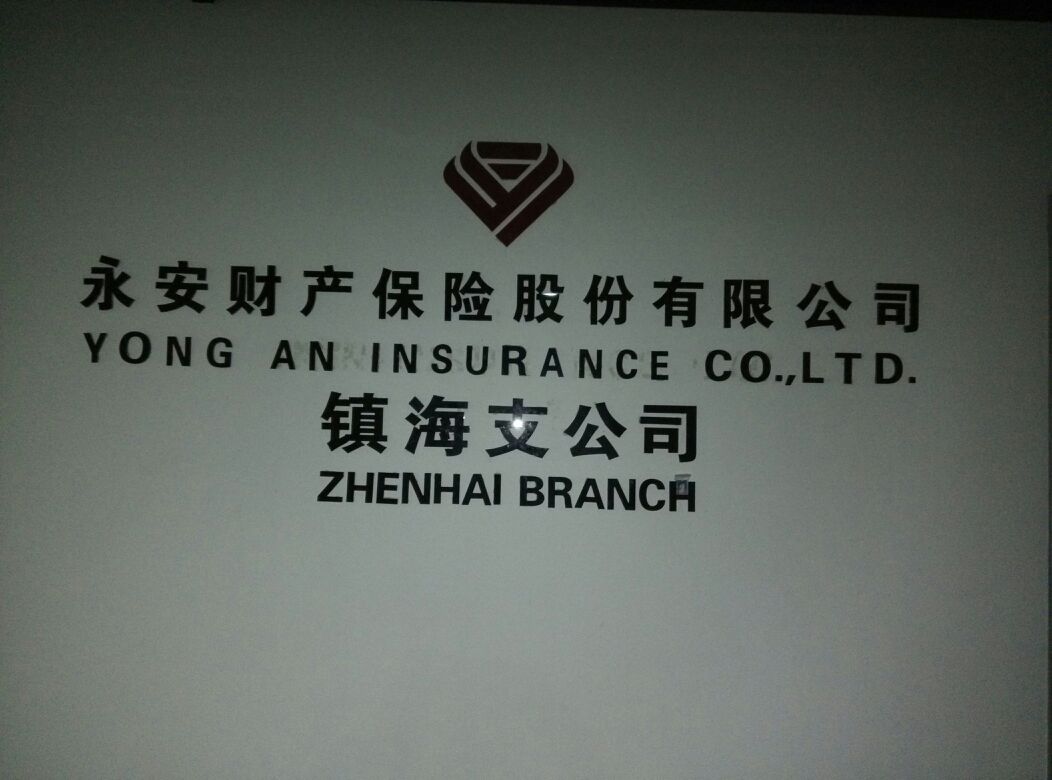 永安财产保险股份有限公司
YONG AN INSURANCE CO.,LTD.
镇海支公司
ZHENHAI BRANCH